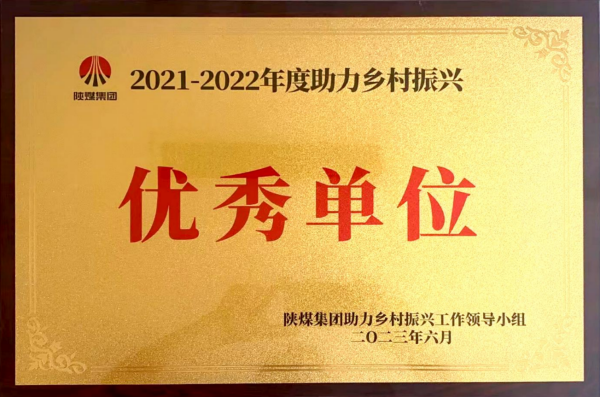 陕煤集团
2021-2022年度助力乡村振兴
优秀单位
陕煤集团助力乡村振兴工作领导小组
二〇二三年六月